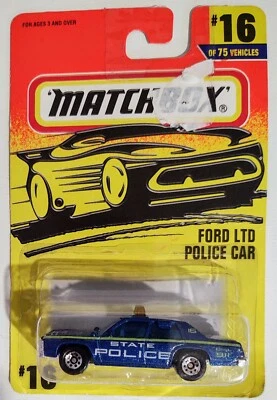 FOR AGES 3 AND OVER
#16
OF 75 VEHICLES
MATCHBOX®
FORD LTD
POLICE CAR
STATE
POLICE
#16